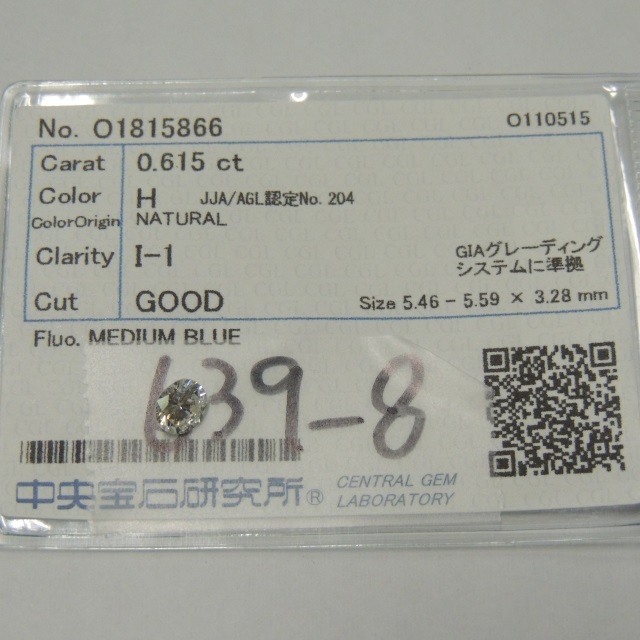 No. O1815866 O110515
Carat 0.615 ct
Color H JJA/AGL認定No. 204
ColorOrigin NATURAL
Clarity I-1 GIAグレーディング
システムに準拠
Cut GOOD Size 5.46 - 5.59 × 3.28 mm
Fluo. MEDIUM BLUE
639-8
中央宝石研究所® CENTRAL GEM
LABORATORY